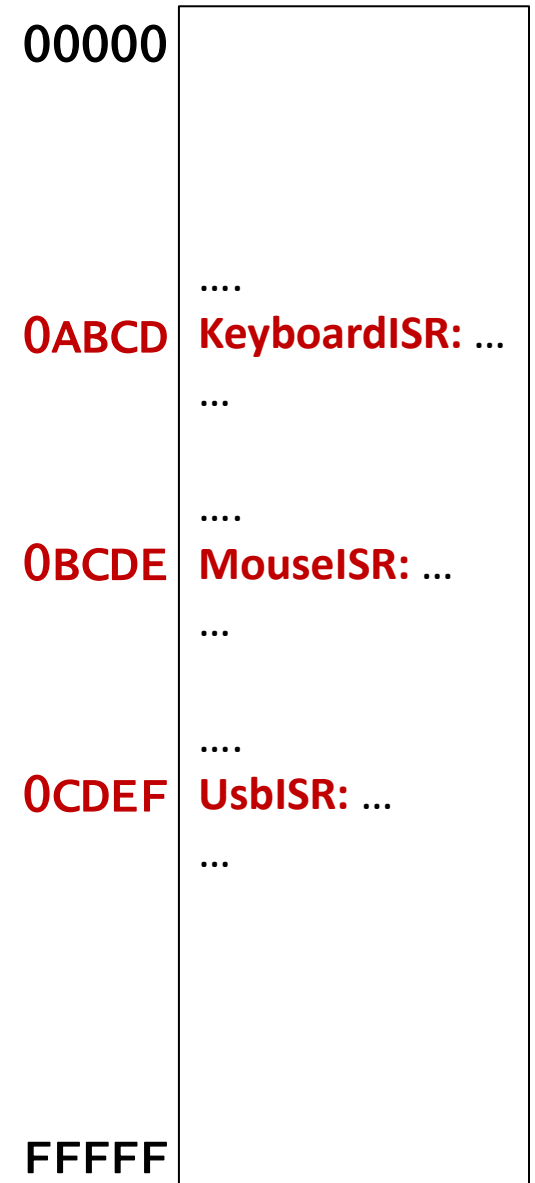 00000
....
0ABCD KeyboardISR: ...
...
....
0BCDE MouseISR: ...
...
....
0CDEF UsbISR: ...
...
FFFFF